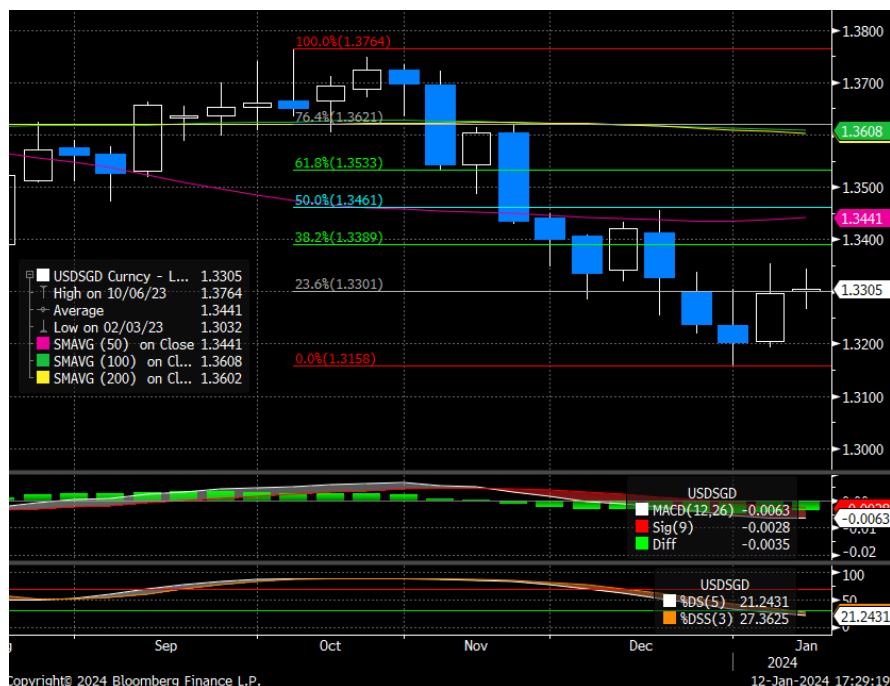 1.3800
100.0%(1.3764)
1.3700
76.4%(1.3621)
1.3608
61.8%(1.3533)
1.3500
50.0%(1.3461)
1.3441
1.3400
38.2%(1.3389)
USDSGD Curncy - L... 1.3305
High on 10/06/23 1.3764
Average 1.3441
Low on 02/03/23 1.3032
SMAVG (50) on Close 1.3441
SMAVG (100) on Cl... 1.3608
SMAVG (200) on Cl... 1.3602
23.6%(1.3301)
1.3305
1.3200
0.0%(1.3158)
1.3100
1.3000
USDSGD
MACD(12,26) -0.0063
Sig(9) -0.0028
Diff -0.0035
-0.0063
-0.02
USDSGD
%DS(5) 21.2431
%DSS(3) 27.3625
100
50
21.2431
Sep Oct Nov Dec Jan
2024
Copyright© 2024 Bloomberg Finance L.P. 12-Jan-2024 17:29:19